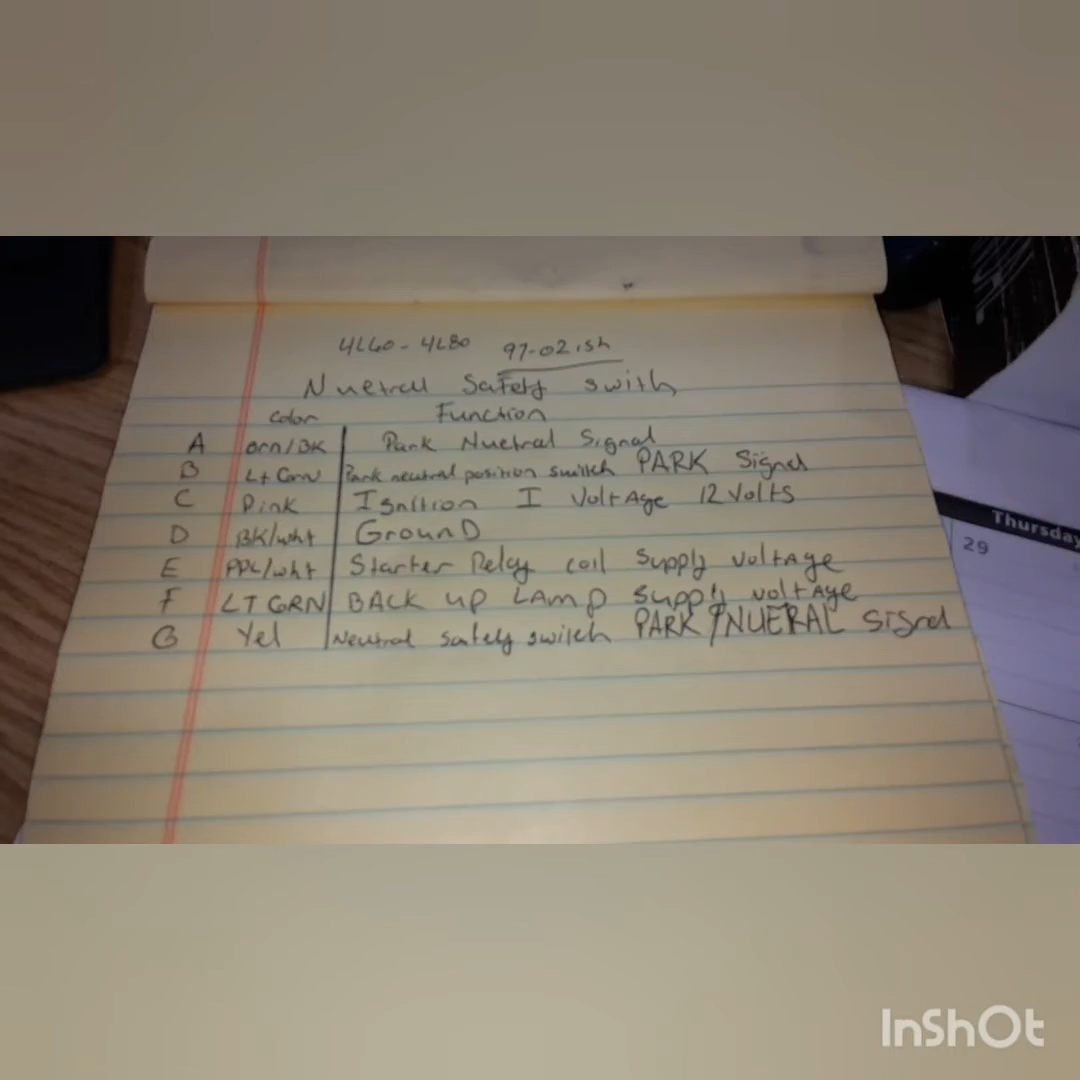 4L60-4L80 97-02ish
Nuetral Safety swith
Color Function
A Orn/BK Park Nuetral Signal
B Lt Grn Park neutral position switch PARK Signal
C Pink Ignition I Voltage 12 Volts
D BK/wht Ground
E PPL/wht Starter Relay coil Supply voltage
F LT GRN BACK up LAmp supply voltage
G Yel Neutral safety switch PARK/NUERAL signal
Thursday
29
InShOt